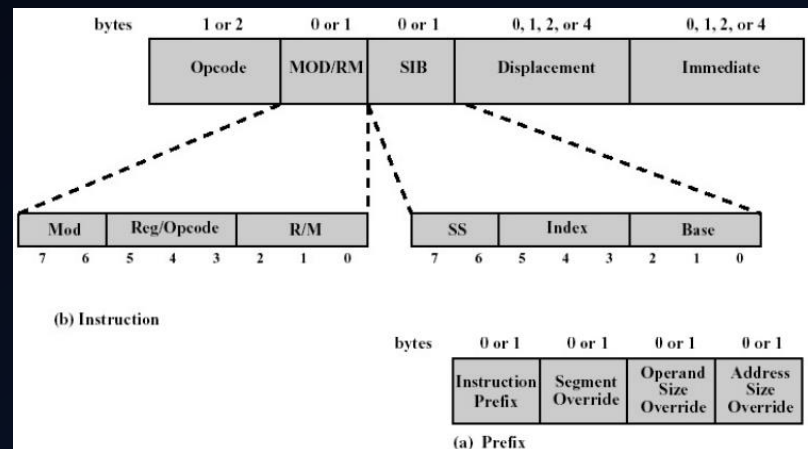 bytes 1 or 2 0 or 1 0 or 1 0, 1, 2, or 4 0, 1, 2, or 4
Opcode MOD/RM SIB Displacement Immediate
Mod Reg/Opcode R/M SS Index Base
7 6 5 4 3 2 1 0 7 6 5 4 3 2 1 0
(b) Instruction
bytes 0 or 1 0 or 1 0 or 1 0 or 1
Instruction Prefix Segment Override Operand Size Override Address Size Override
(a) Prefix